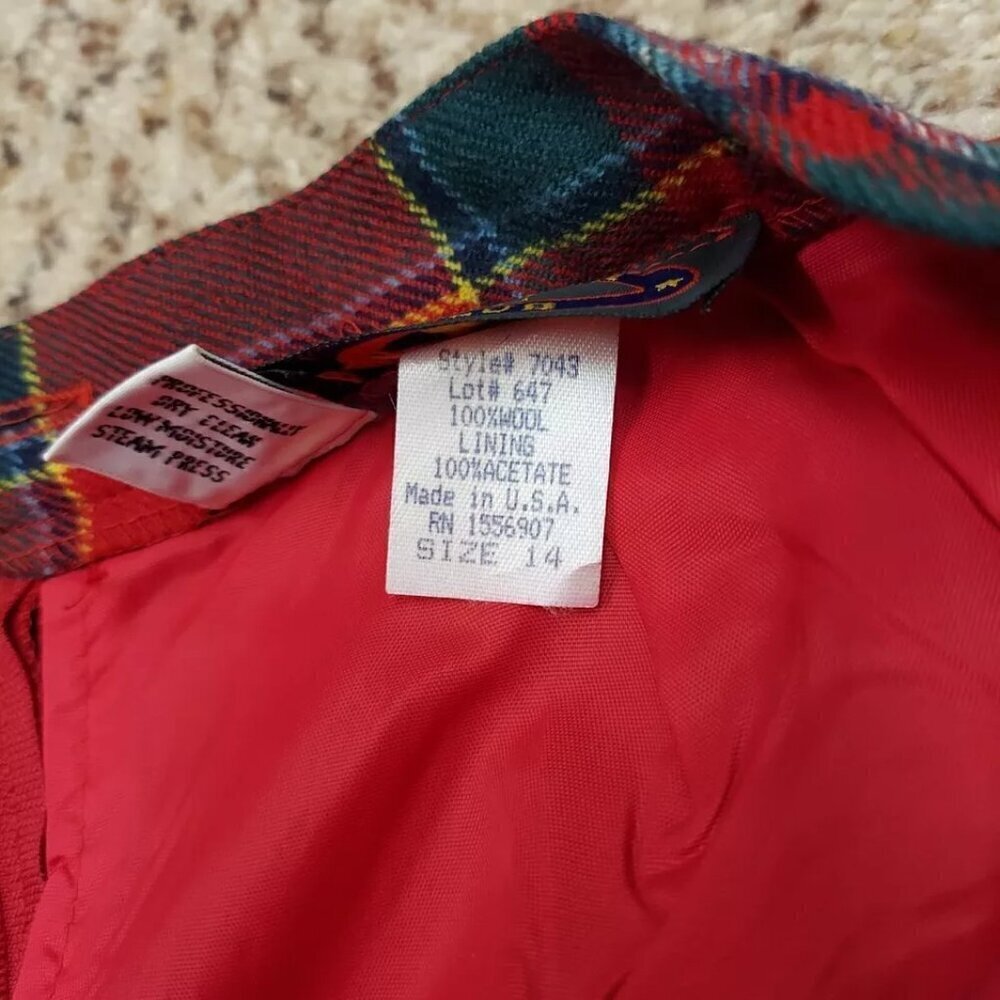 PROFESSIONALLY
DRY CLEAN
LOW MOISTURE
STEAM PRESS
Style# 7043
Lot# 647
100%WOOL
LINING
100%ACETATE
Made in U.S.A.
RN 1556907
SIZE 14